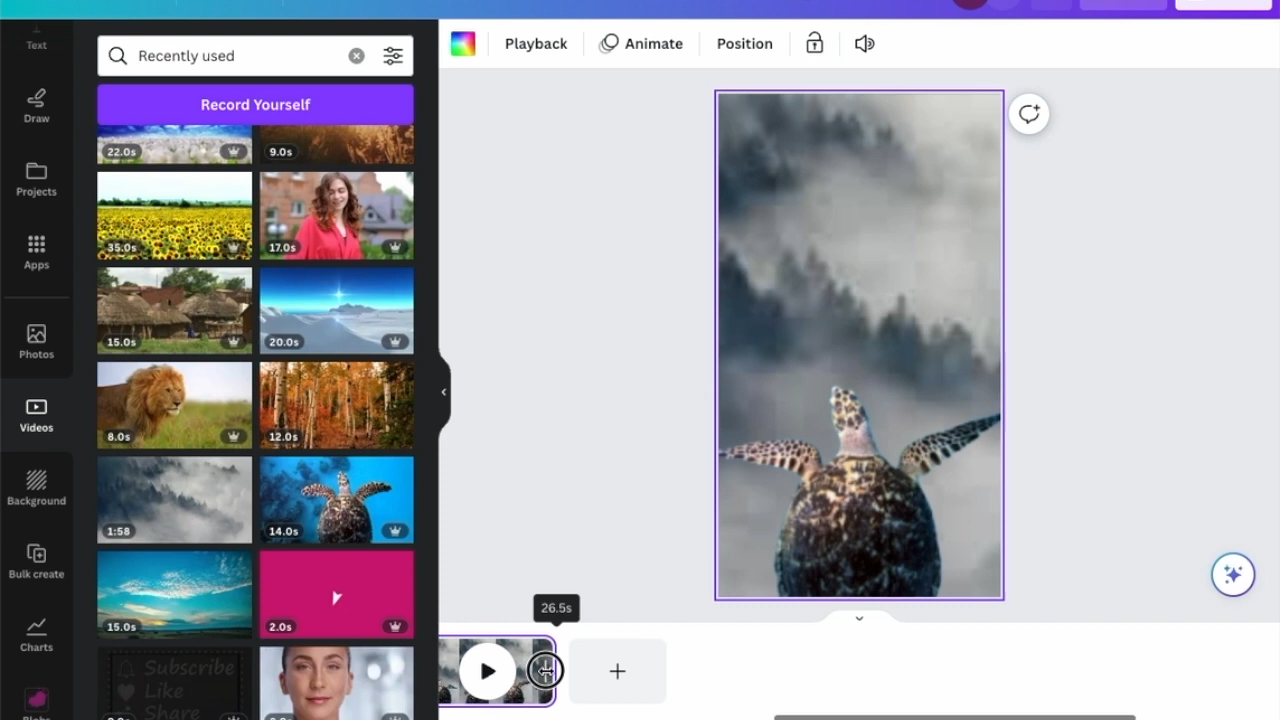 Text
Draw
Projects
Apps
Photos
Videos
Background
Bulk create
Charts
Blobs
Recently used
Record Yourself
22.0s
9.0s
35.0s
17.0s
15.0s
20.0s
8.0s
12.0s
1:58
14.0s
15.0s
2.0s
Subscribe
Like
Share
Playback
Animate
Position
26.5s